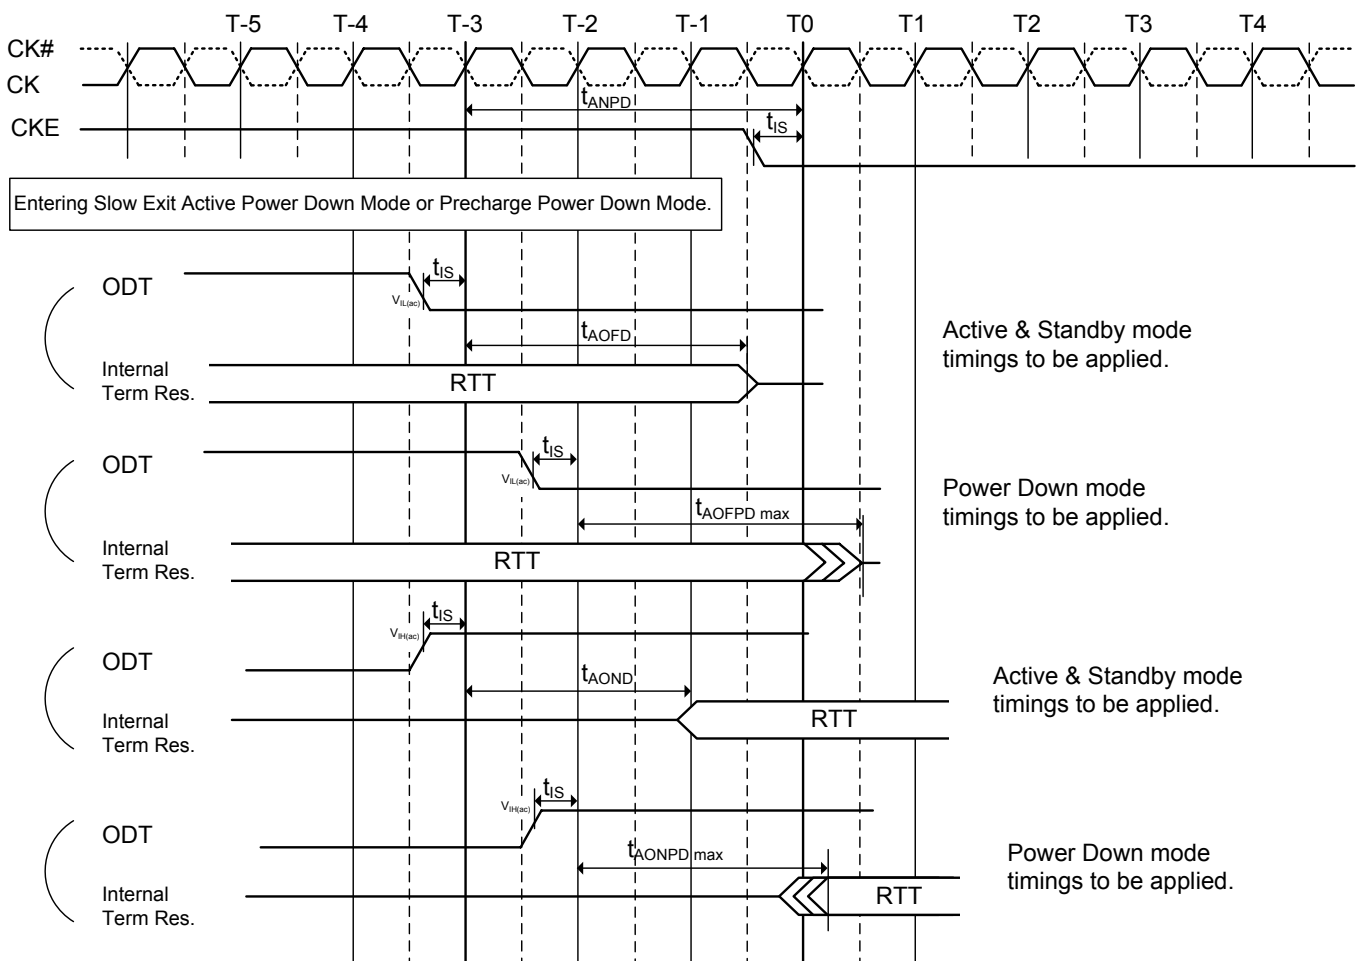 T-5 T-4 T-3 T-2 T-1 T0 T1 T2 T3 T4
CK#
CK
tANPD
CKE
tIS
Entering Slow Exit Active Power Down Mode or Precharge Power Down Mode.
ODT
tIS
VIL(ac)
tAOFD
Internal
Term Res.
RTT
Active & Standby mode
timings to be applied.
ODT
tIS
VIL(ac)
tAOFPD max
Internal
Term Res.
RTT
Power Down mode
timings to be applied.
tIS
VIH(ac)
ODT
tAOND
Internal
Term Res.
RTT
Active & Standby mode
timings to be applied.
tIS
VIH(ac)
ODT
tAONPD max
Internal
Term Res.
RTT
Power Down mode
timings to be applied.